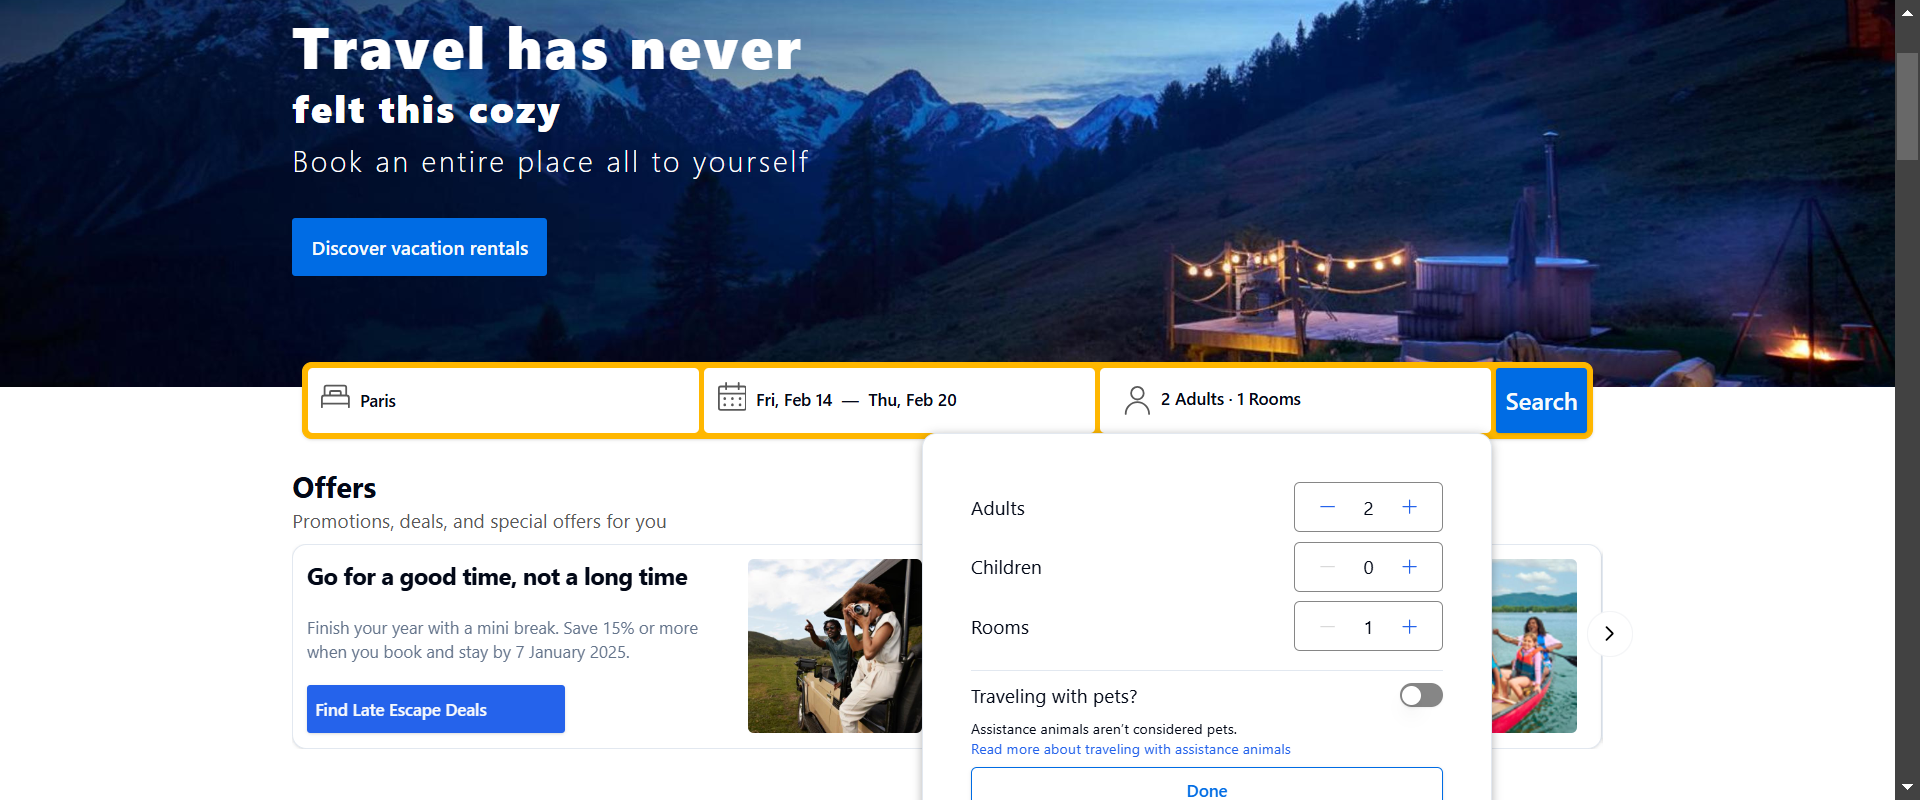 Travel has never
felt this cozy
Book an entire place all to yourself
Discover vacation rentals
Paris
Fri, Feb 14 — Thu, Feb 20
2 Adults · 1 Rooms
Search
Offers
Promotions, deals, and special offers for you
Go for a good time, not a long time
Finish your year with a mini break. Save 15% or more
when you book and stay by 7 January 2025.
Find Late Escape Deals
Adults
2
Children
0
Rooms
1
Traveling with pets?
Assistance animals aren't considered pets.
Read more about traveling with assistance animals
Done